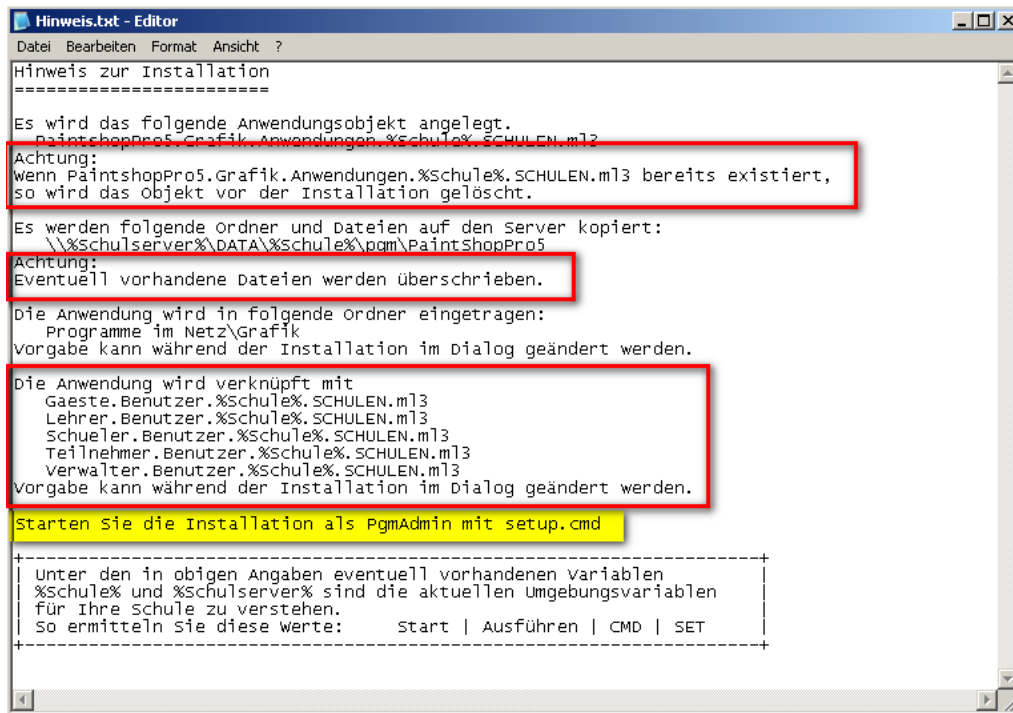 Hinweis.txt - Editor
Datei Bearbeiten Format Ansicht ?
Hinweis zur Installation
========================
Es wird das folgende Anwendungsobjekt angelegt.
PaintshopPro5.Grafik.Anwendungen.%Schule%.SCHULEN.ml3
Achtung:
Wenn PaintshopPro5.Grafik.Anwendungen.%Schule%.SCHULEN.ml3 bereits existiert,
so wird das Objekt vor der Installation gelöscht.
Es werden folgende Ordner und Dateien auf den Server kopiert:
\\%Schulserver%\DATA\%Schule%\pgm\PaintShopPro5
Achtung:
Eventuell vorhandene Dateien werden überschrieben.
Die Anwendung wird in folgende Ordner eingetragen:
Programme im Netz\Grafik
Vorgabe kann während der Installation im Dialog geändert werden.
Die Anwendung wird verknüpft mit
Gaeste.Benutzer.%Schule%.SCHULEN.ml3
Lehrer.Benutzer.%Schule%.SCHULEN.ml3
Schueler.Benutzer.%Schule%.SCHULEN.ml3
Teilnehmer.Benutzer.%Schule%.SCHULEN.ml3
Verwalter.Benutzer.%Schule%.SCHULEN.ml3
Vorgabe kann während der Installation im Dialog geändert werden.
Starten Sie die Installation als PgmAdmin mit setup.cmd
+----------------------------------------------------------------------+
| Unter den in obigen Angaben eventuell vorhandenen Variablen |
| %Schule% und %Schulserver% sind die aktuellen Umgebungsvariablen |
| für Ihre Schule zu verstehen. |
| So ermitteln Sie diese Werte: Start | Ausführen | CMD | SET |
+----------------------------------------------------------------------+